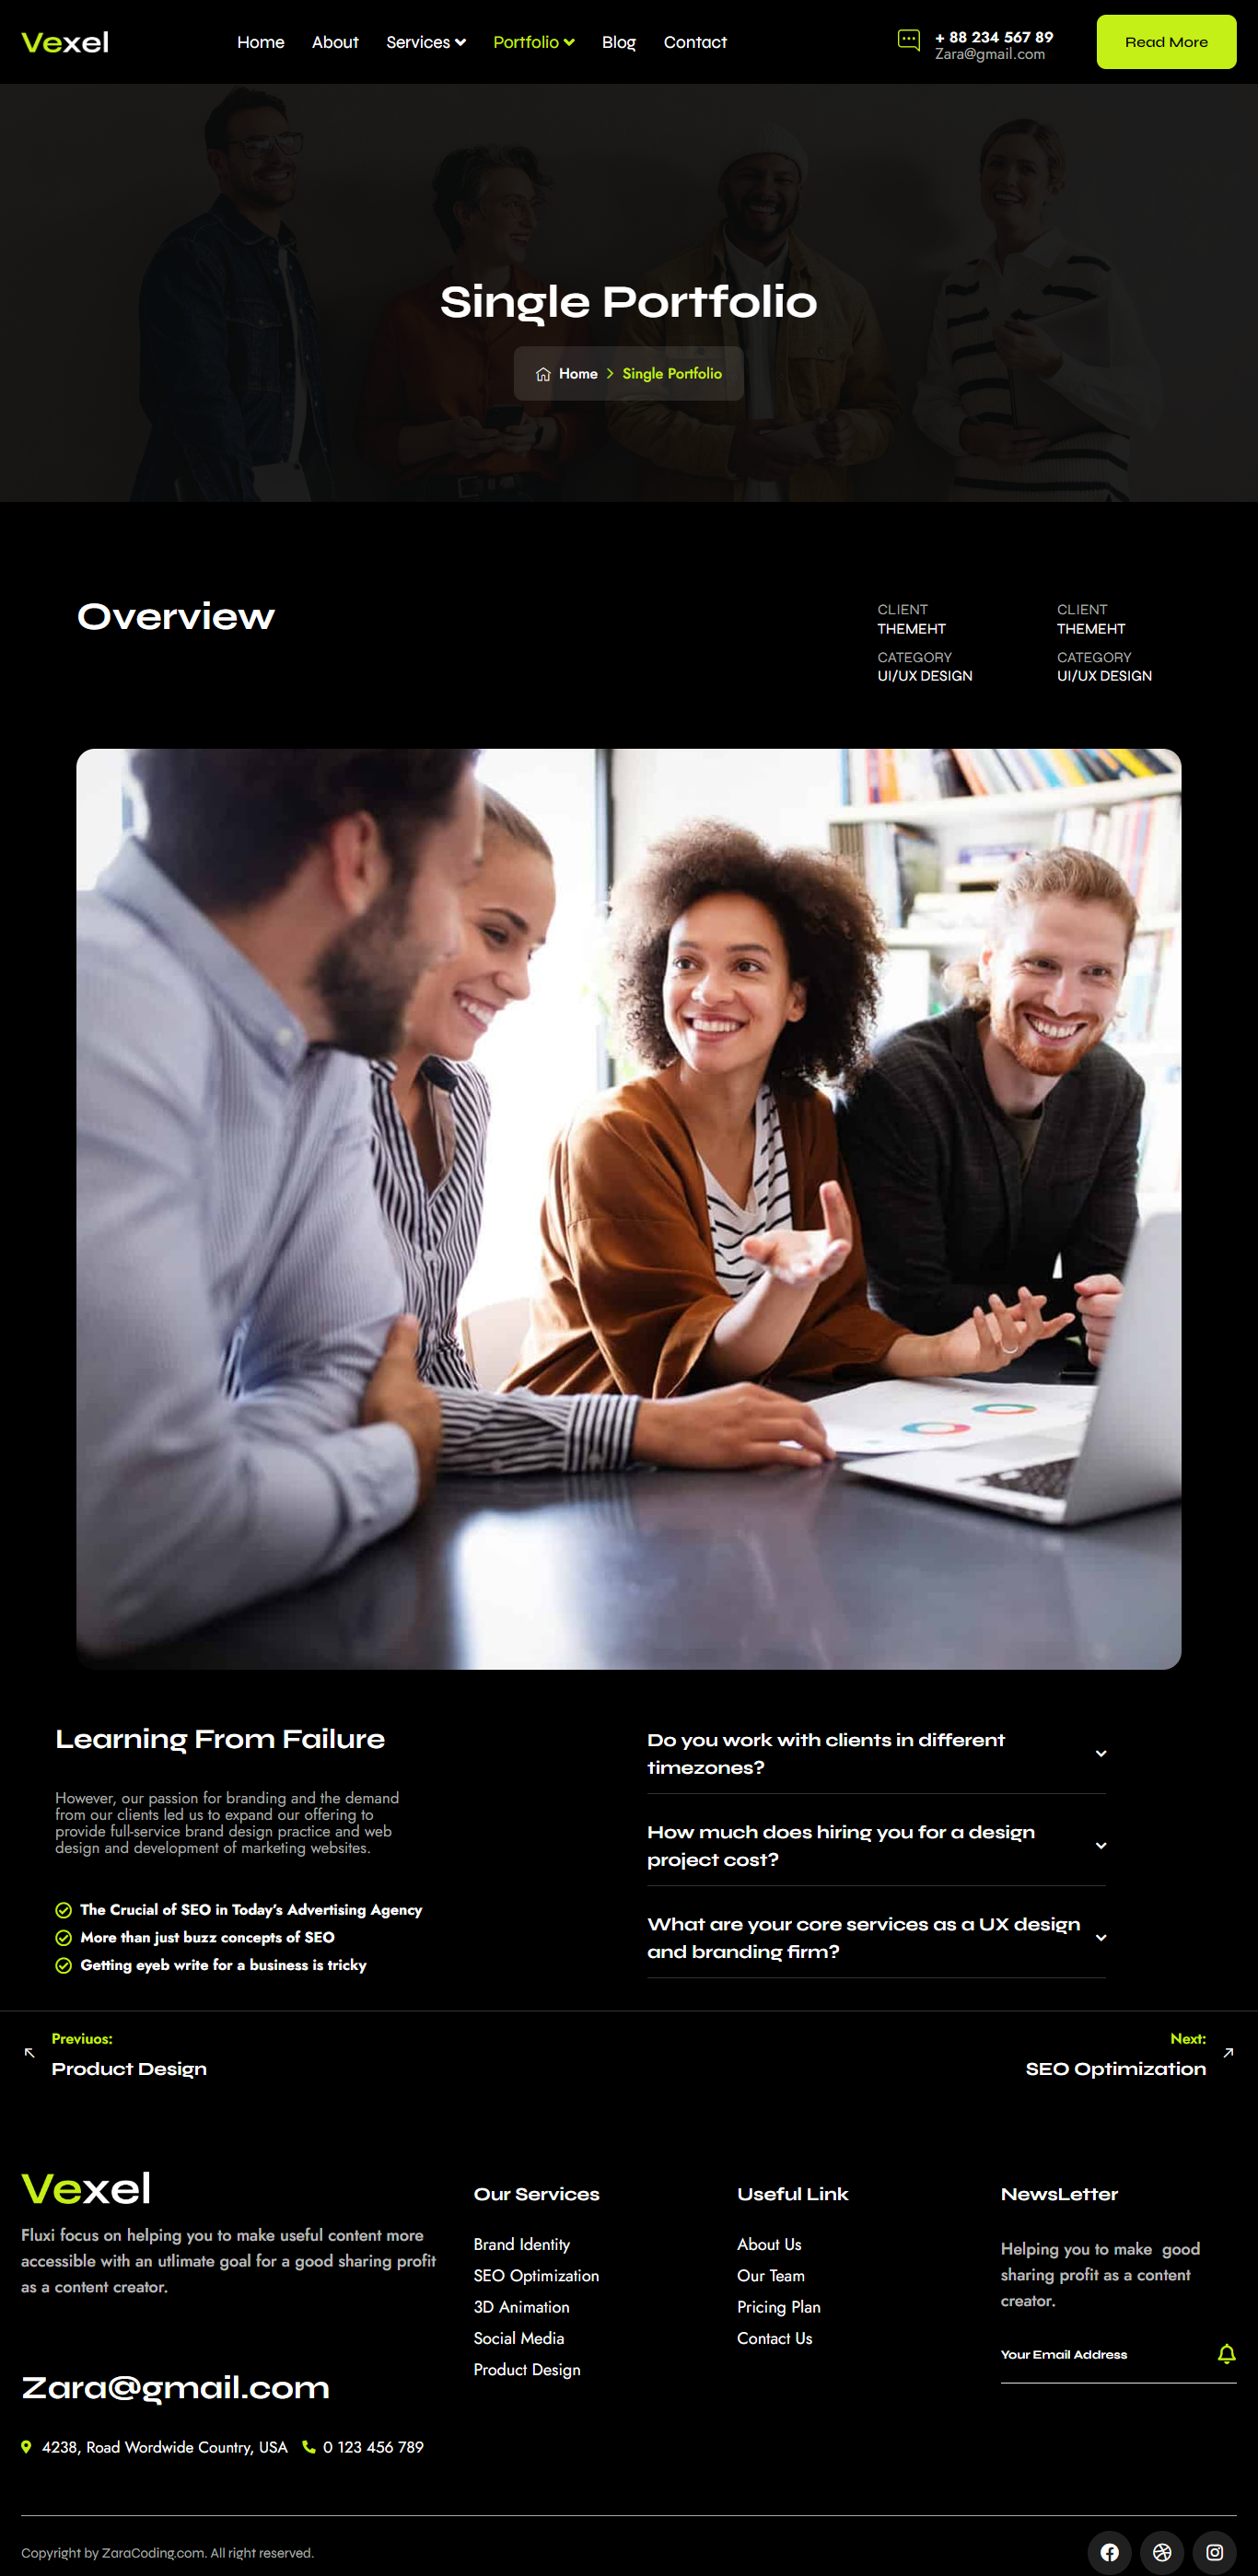 Vexel
Home
About
Services
Portfolio
Blog
Contact
+ 88 234 567 89
Zara@gmail.com
Read More
Single Portfolio
Home
Single Portfolio
Overview
CLIENT
THEMEHT
CATEGORY
UI/UX DESIGN
CLIENT
THEMEHT
CATEGORY
UI/UX DESIGN
Learning From Failure
However, our passion for branding and the demand
from our clients led us to expand our offering to
provide full-service brand design practice and web
design and development of marketing websites.
The Crucial of SEO in Today's Advertising Agency
More than just buzz concepts of SEO
Getting eyeb write for a business is tricky
Do you work with clients in different
timezones?
How much does hiring you for a design
project cost?
What are your core services as a UX design
and branding firm?
Previuos:
Product Design
Next:
SEO Optimization
Vexel
Fluxi focus on helping you to make useful content more
accessible with an utlimate goal for a good sharing profit
as a content creator.
Zara@gmail.com
4238, Road Wordwide Country, USA
0 123 456 789
Our Services
Brand Identity
SEO Optimization
3D Animation
Social Media
Product Design
Useful Link
About Us
Our Team
Pricing Plan
Contact Us
NewsLetter
Helping you to make good
sharing profit as a content
creator.
Your Email Address
Copyright by ZaraCoding.com. All right reserved.